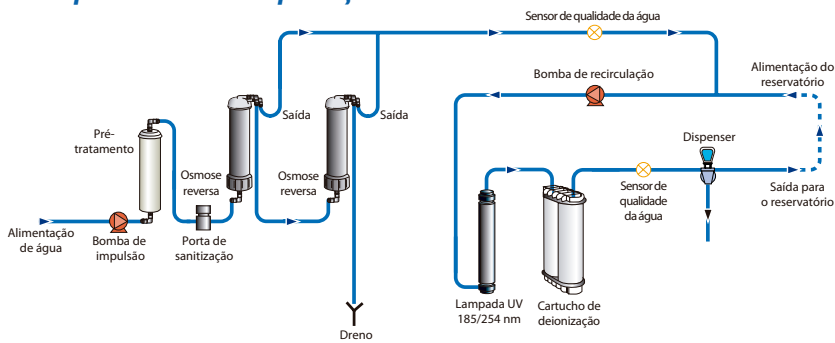 Sensor de qualidade da água
Bomba de recirculação
Alimentação do
reservatório
Saída
Saída
Pré-
tratamento
Dispenser
Osmose
reversa
Osmose
reversa
Sensor de
qualidade
da água
Saída para
o reservatório
Alimentação
de água
Bomba de
impulsão
Porta de
sanitização
Lampada UV
185/254 nm
Cartucho de
deionização
Dreno